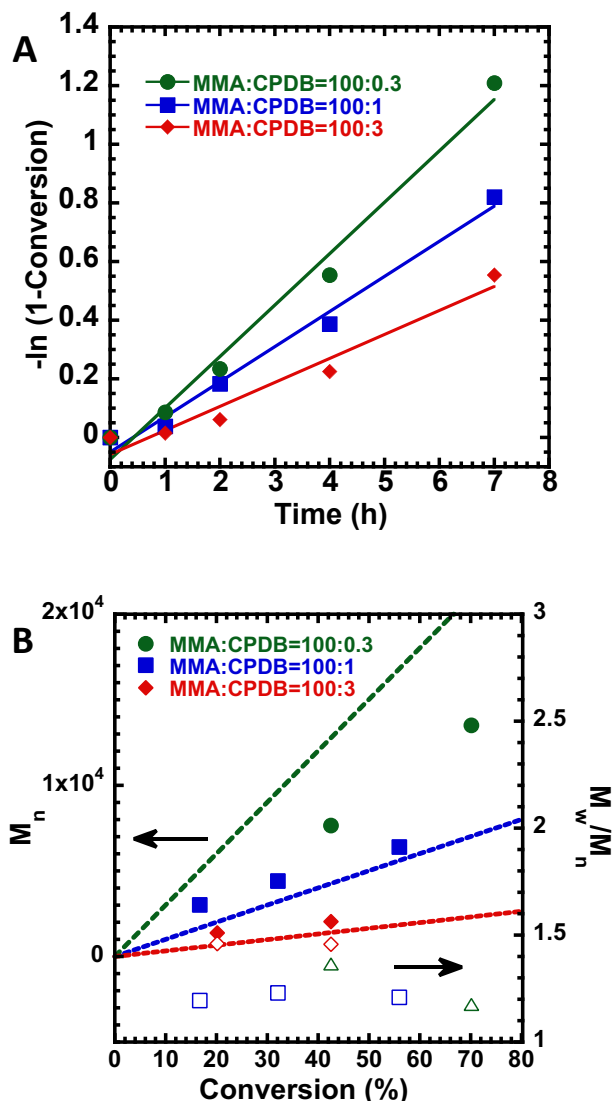 A
1.4
1.2
1
0.8
0.6
0.4
0.2
0
-ln (1-Conversion)
MMA:CPDB=100:0.3
MMA:CPDB=100:1
MMA:CPDB=100:3
0 1 2 3 4 5 6 7 8
Time (h)
B
2x10⁴
1x10⁴
0
Mₙ
MMA:CPDB=100:0.3
MMA:CPDB=100:1
MMA:CPDB=100:3
3
2.5
2
1.5
1
M_w/Mₙ
0 10 20 30 40 50 60 70 80
Conversion (%)